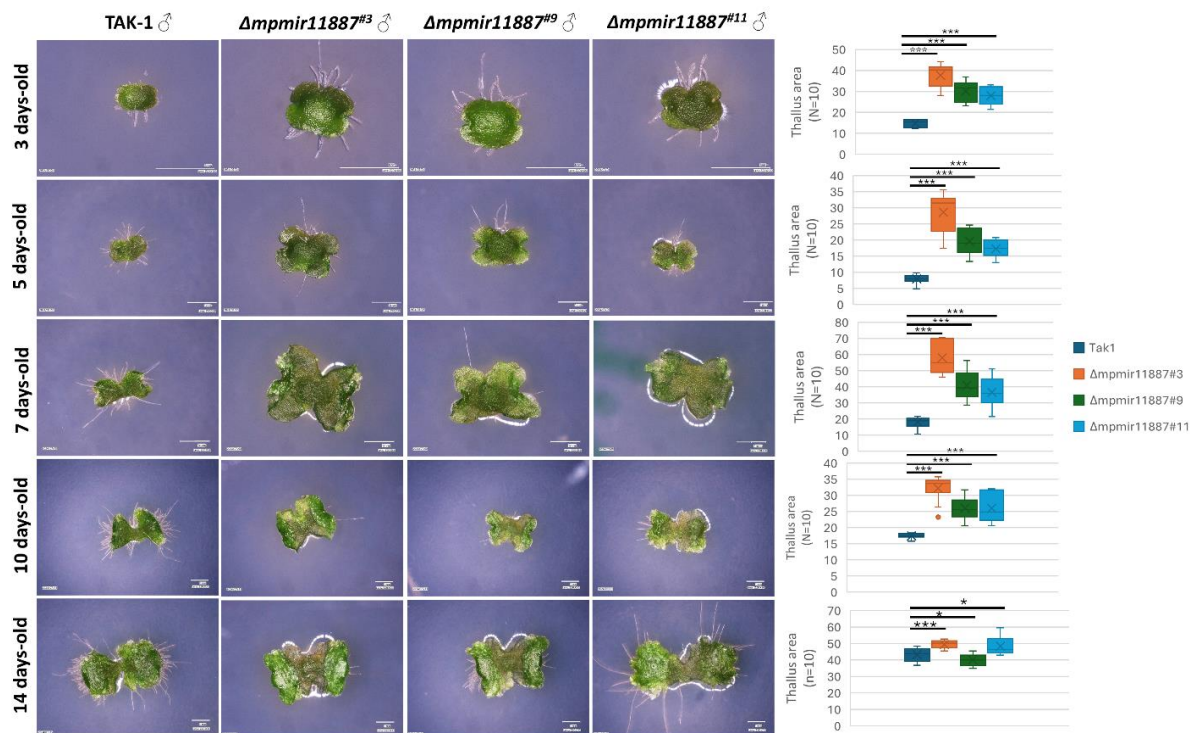 TAK-1 ♂
Δmpmir11887#3 ♂
Δmpmir11887#9 ♂
Δmpmir11887#11 ♂
3 days-old
5 days-old
7 days-old
10 days-old
14 days-old
Thallus area
(N=10)
***
***
***
50
40
30
20
10
0
Thallus area
(N=10)
***
***
***
40
35
30
25
20
15
10
5
0
Thallus area
(N=10)
***
***
***
80
70
60
50
40
30
20
10
0
Thallus area
(N=10)
***
***
***
40
35
30
25
20
15
10
5
0
Thallus area
(n=10)
*
*
***
100
90
80
70
60
50
40
30
20
10
0
Tak1
Δmpmir11887#3
Δmpmir11887#9
Δmpmir11887#11